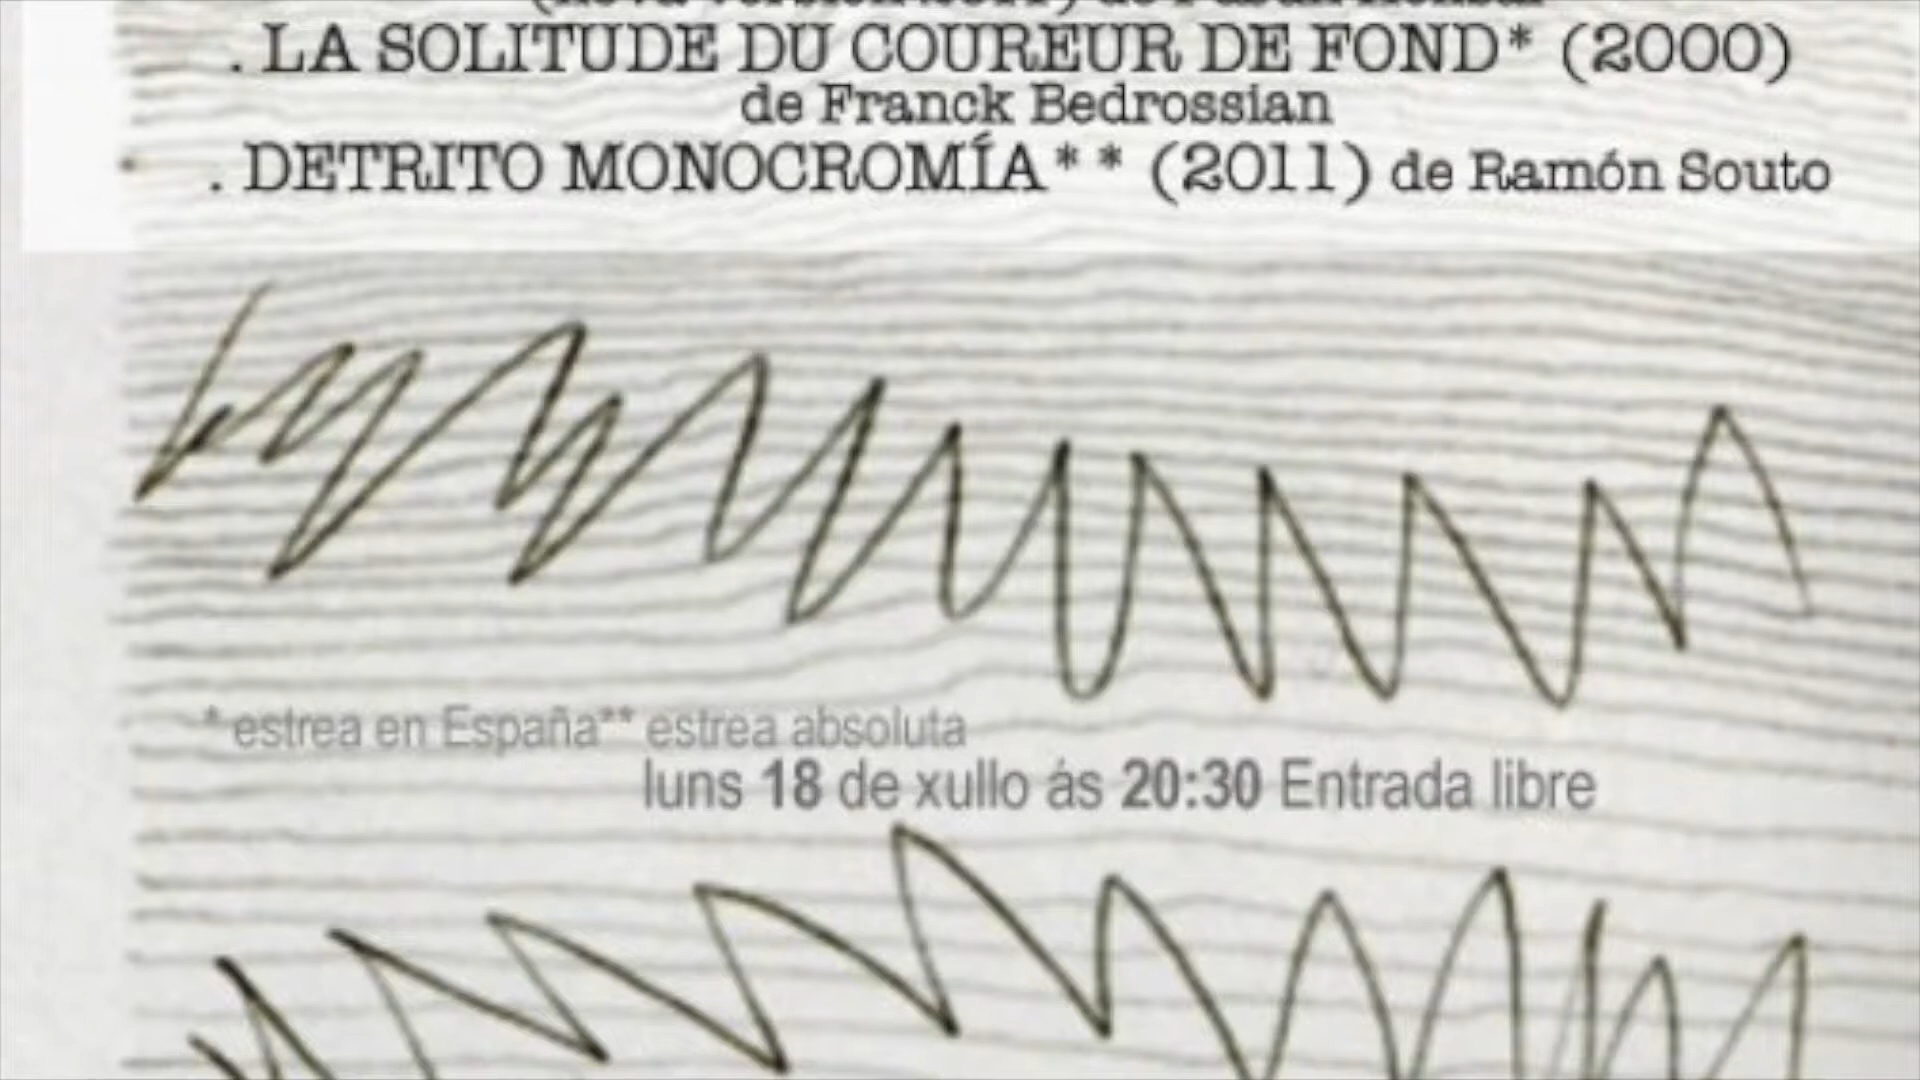 . LA SOLITUDE DU COUREUR DE FOND* (2000)
de Franck Bedrossian
. DETRITO MONOCROMÍA** (2011) de Ramón Souto
* estrea en España** estrea absoluta
luns 18 de xullo ás 20:30 Entrada libre